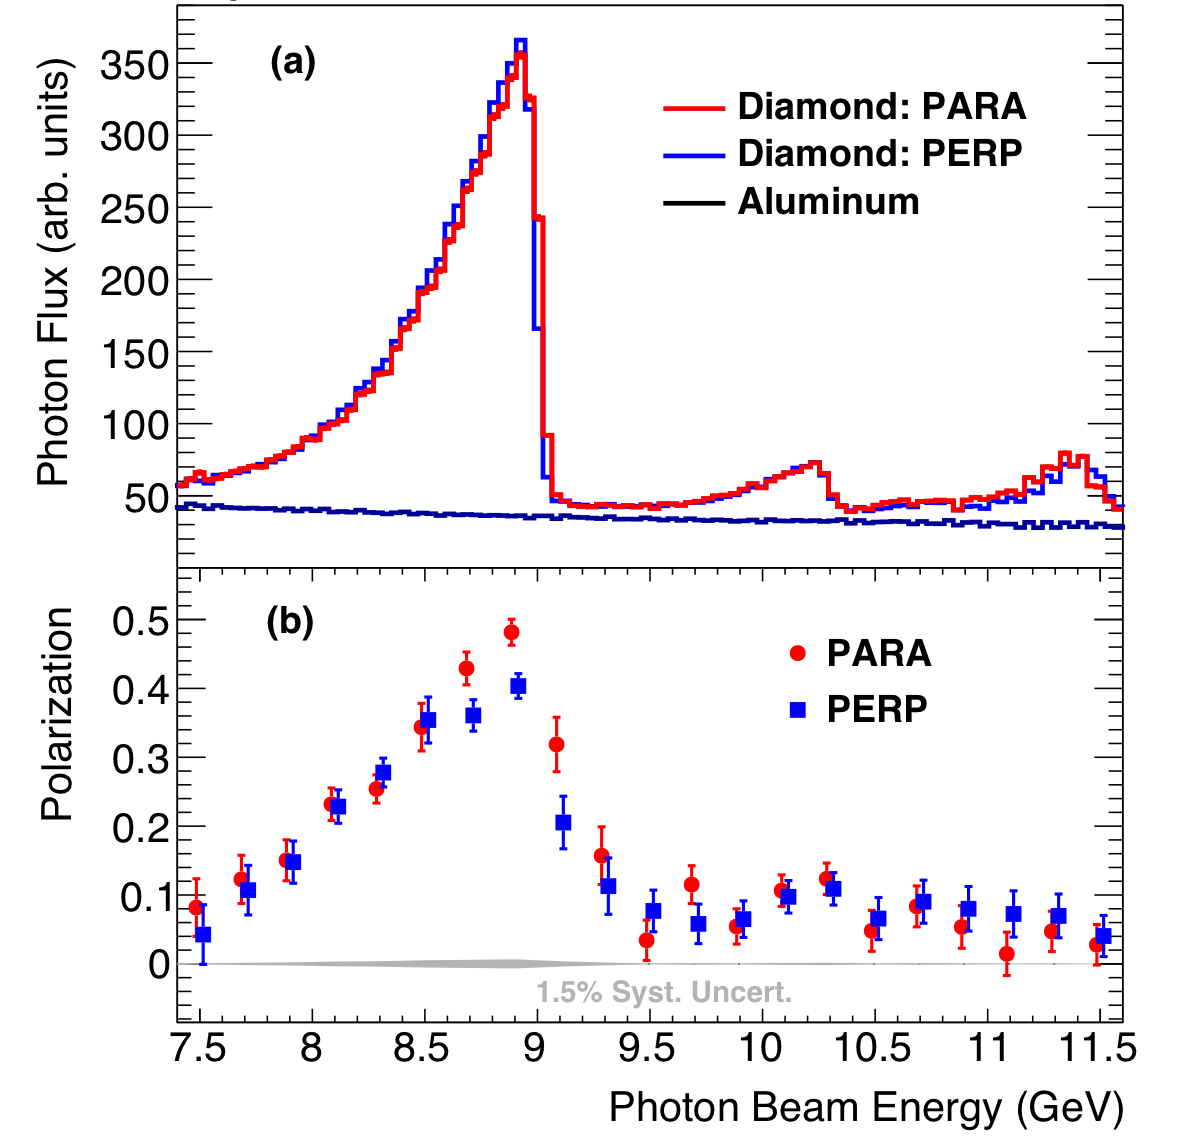 (a)
Photon Flux (arb. units)
350
300
250
200
150
100
50
Diamond: PARA
Diamond: PERP
Aluminum
(b)
Polarization
0.5
0.4
0.3
0.2
0.1
0
PARA
PERP
1.5% Syst. Uncert.
7.5 8 8.5 9 9.5 10 10.5 11 11.5
Photon Beam Energy (GeV)